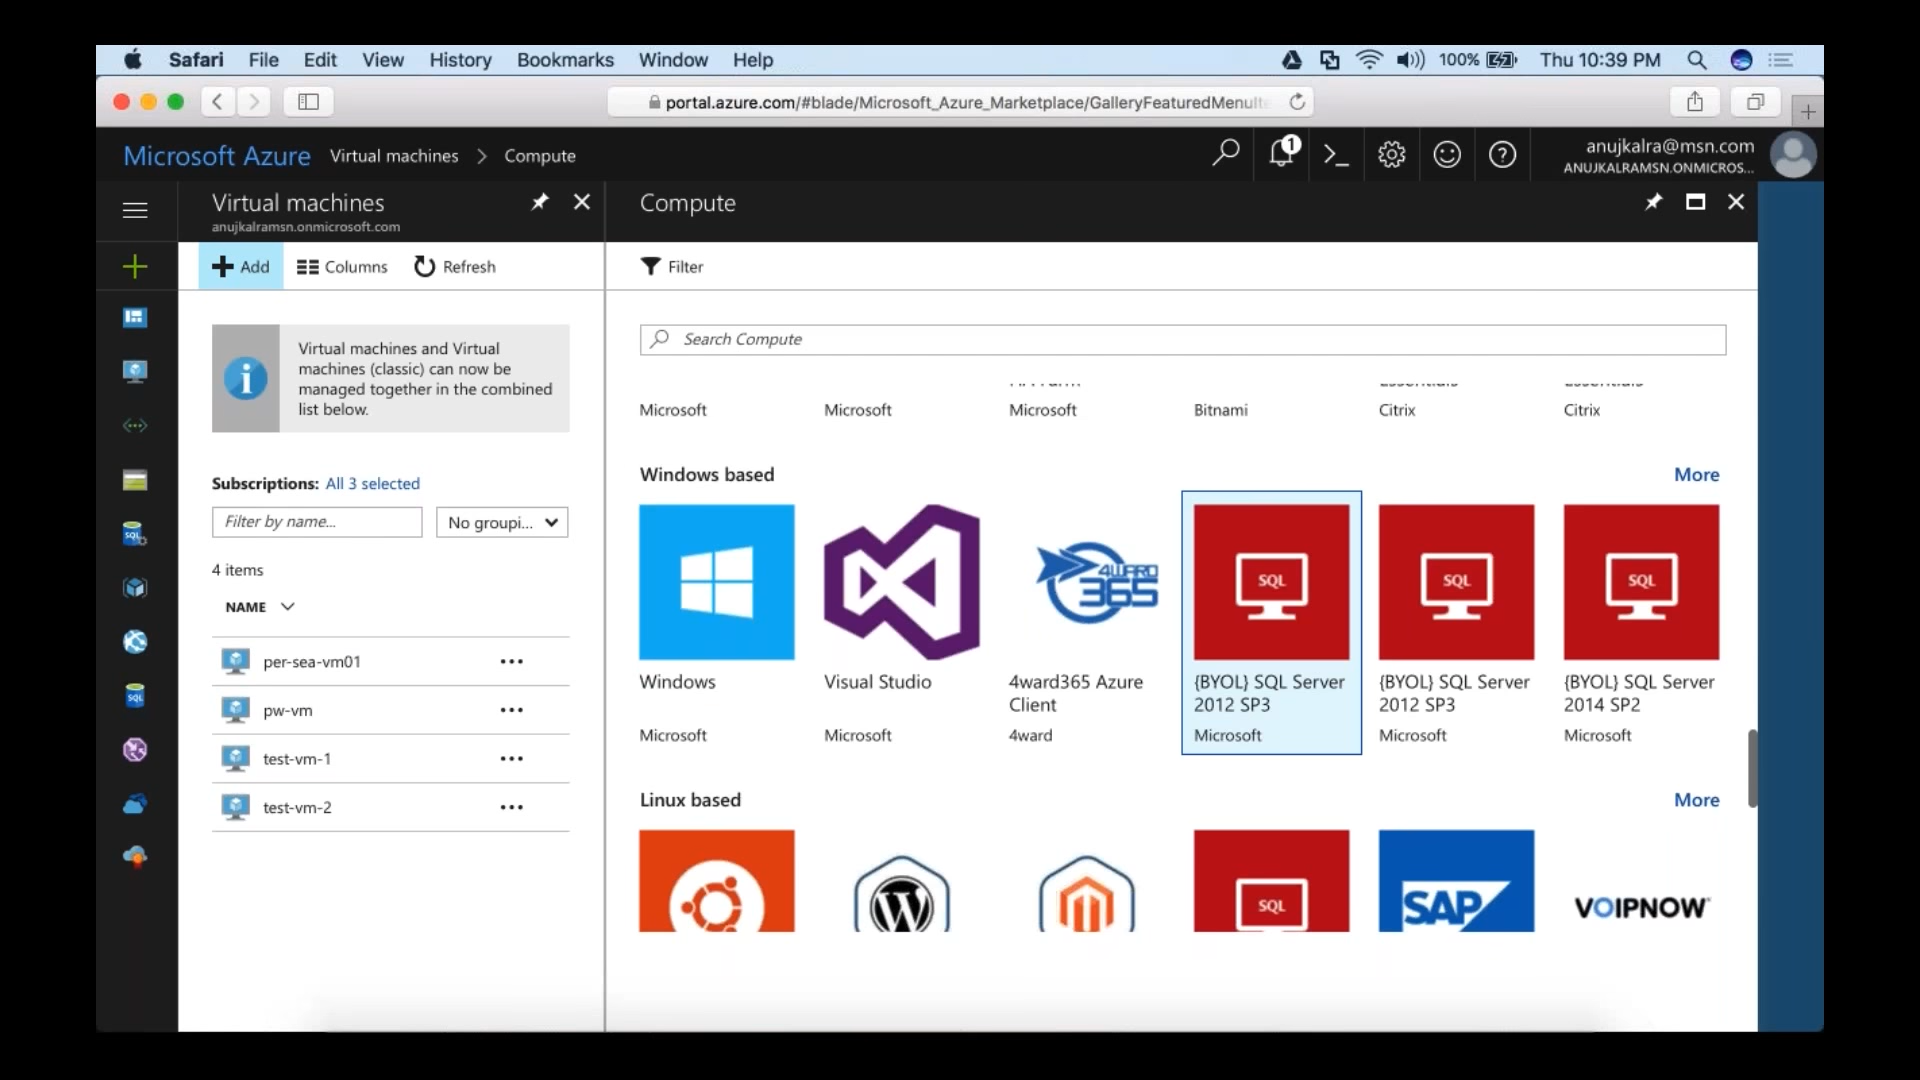 Safari File Edit View History Bookmarks Window Help 100% Thu 10:39 PM
portal.azure.com/#blade/Microsoft_Azure_Marketplace/GalleryFeaturedMenuIte
Microsoft Azure Virtual machines > Compute 1 anujkalra@msn.com
ANUJKALRAMSN.ONMICROS...
Virtual machines
anujkalramsn.onmicrosoft.com
Compute
Add Columns Refresh
Filter
Virtual machines and Virtual
machines (classic) can now be
managed together in the combined
list below.
Subscriptions: All 3 selected
Filter by name... No groupi...
4 items
NAME
per-sea-vm01
pw-vm
test-vm-1
test-vm-2
Search Compute
Microsoft Microsoft Microsoft Bitnami Citrix Citrix
Windows based More
4WARD
365
SQL SQL SQL
Windows
Microsoft
Visual Studio
Microsoft
4ward365 Azure
Client
4ward
{BYOL} SQL Server
2012 SP3
Microsoft
{BYOL} SQL Server
2012 SP3
Microsoft
{BYOL} SQL Server
2014 SP2
Microsoft
Linux based More
SQL SAP VOIPNOW
SQL
SQL